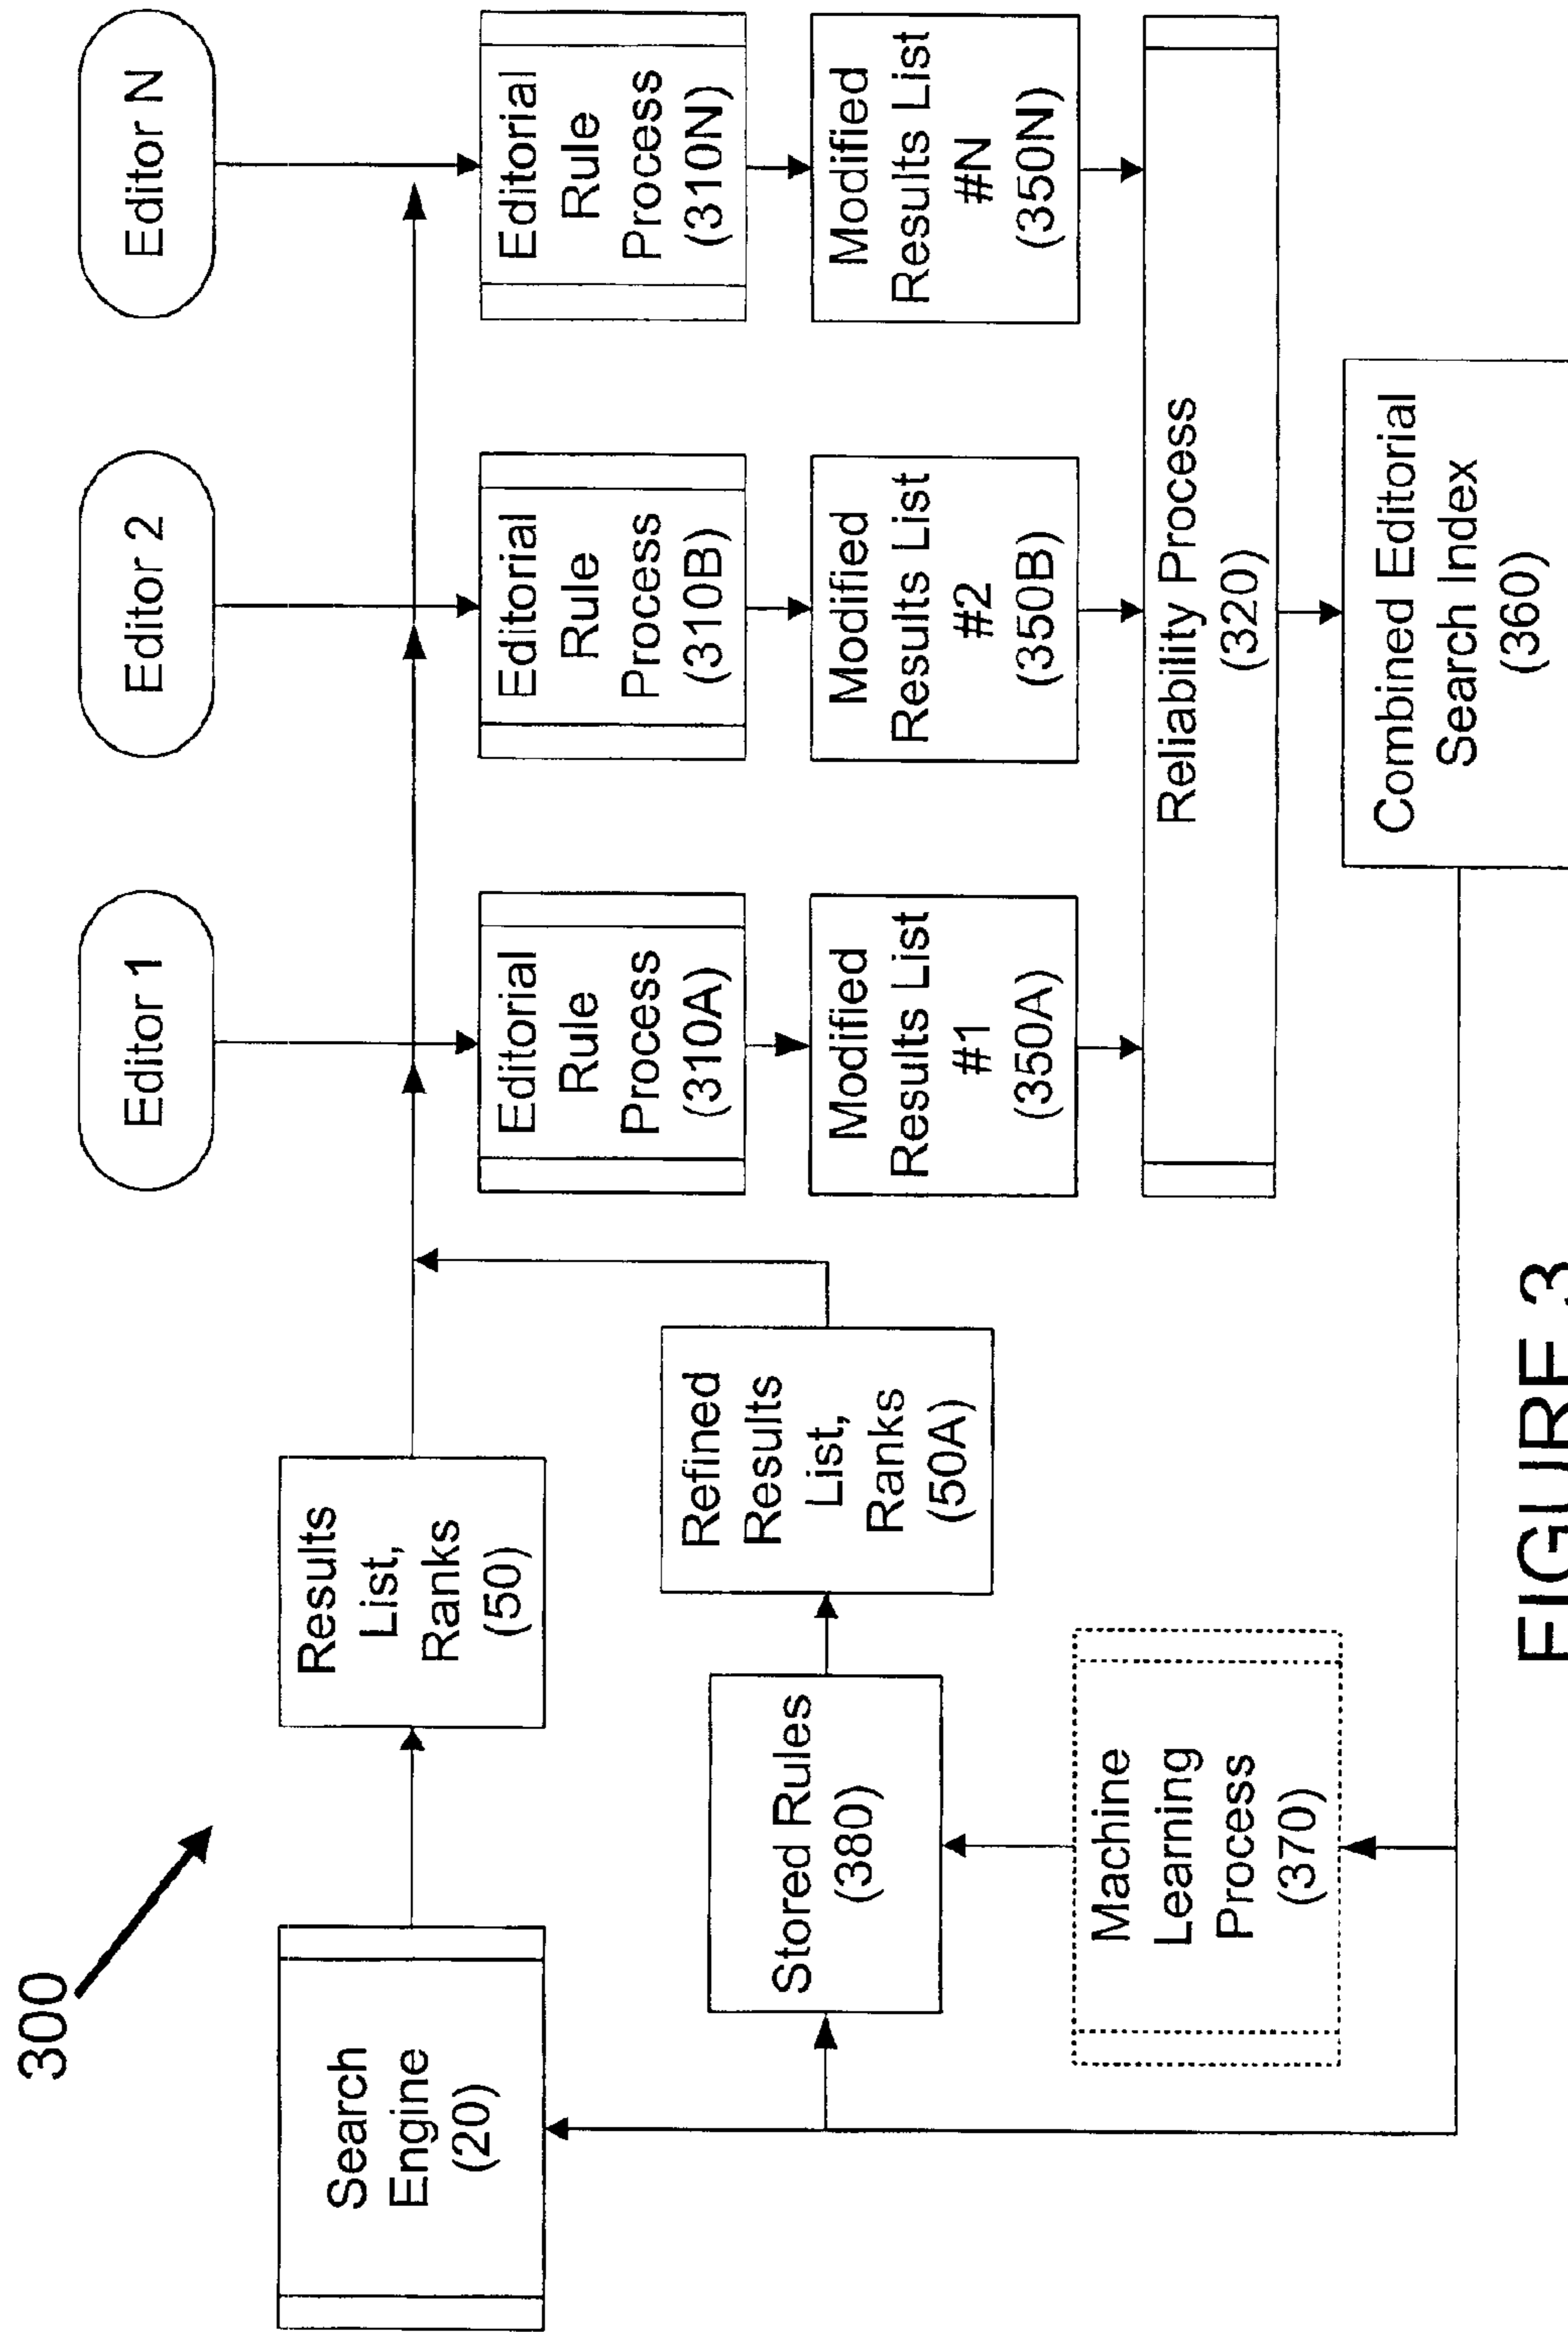 300
Search
Engine
(20)
Results
List,
Ranks
(50)
Stored Rules
(380)
Refined
Results
List,
Ranks
(50A)
Machine
Learning
Process
(370)
Editor 1
Editorial
Rule
Process
(310A)
Modified
Results List
#1
(350A)
Editor 2
Editorial
Rule
Process
(310B)
Modified
Results List
#2
(350B)
Editor N
Editorial
Rule
Process
(310N)
Modified
Results List
#N
(350N)
Reliability Process
(320)
Combined Editorial
Search Index
(360)
FIGURE 3